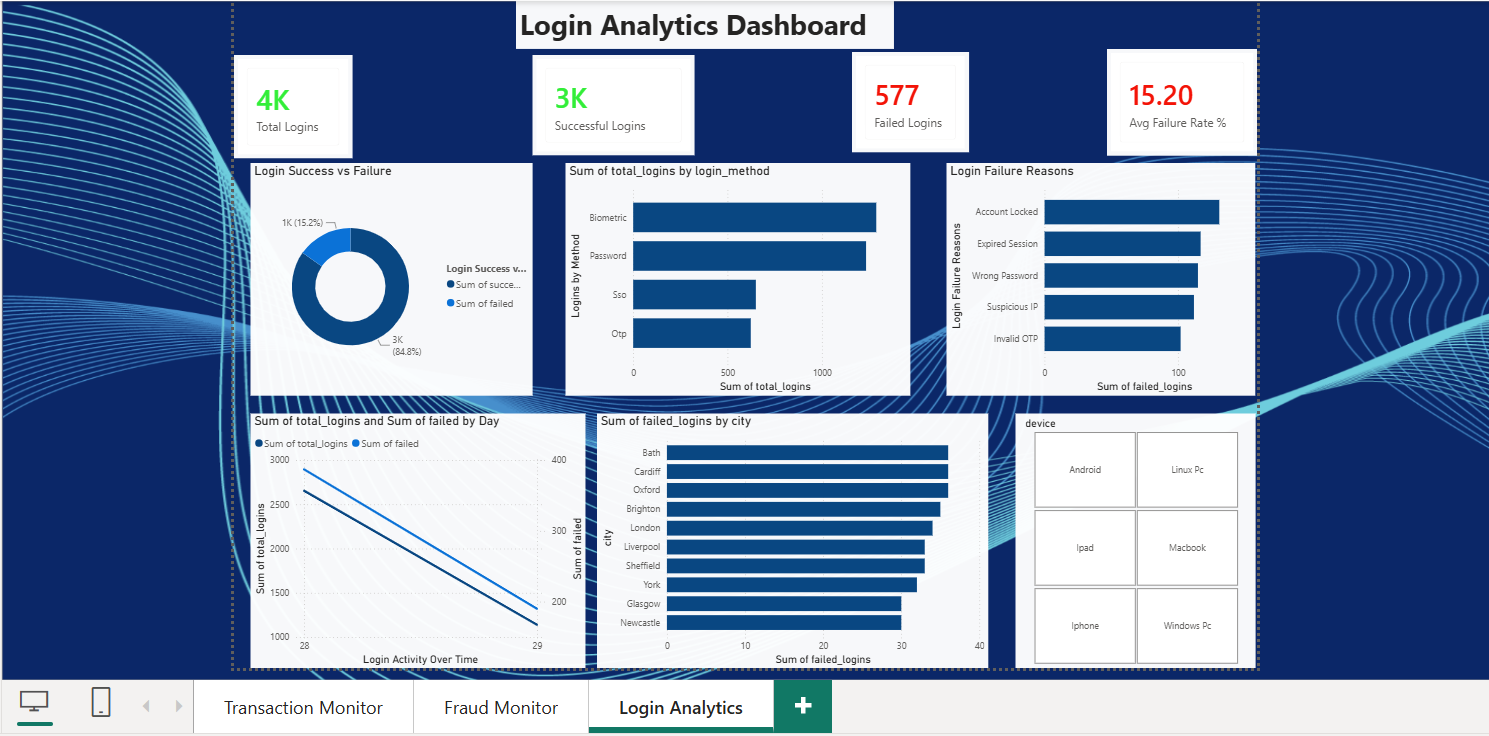 Login Analytics Dashboard
4K
Total Logins
3K
Successful Logins
577
Failed Logins
15.20
Avg Failure Rate %
Login Success vs Failure
1K (15.2%)
3K
(84.8%)
Login Success v...
Sum of succe...
Sum of failed
Sum of total_logins by login_method
Logins by Method
Biometric
Password
Sso
Otp
0
500
1000
Sum of total_logins
Login Failure Reasons
Login Failure Reasons
Account Locked
Expired Session
Wrong Password
Suspicious IP
Invalid OTP
0
100
Sum of failed_logins
Sum of total_logins and Sum of failed by Day
Sum of total_logins
Sum of failed
Sum of total_logins
3000
2500
2000
1500
1000
400
300
200
Sum of failed
28
29
Login Activity Over Time
Sum of failed_logins by city
city
Bath
Cardiff
Oxford
Brighton
London
Liverpool
Sheffield
York
Glasgow
Newcastle
0
10
20
30
40
Sum of failed_logins
device
Android
Linux Pc
Ipad
Macbook
Iphone
Windows Pc
Transaction Monitor
Fraud Monitor
Login Analytics
+